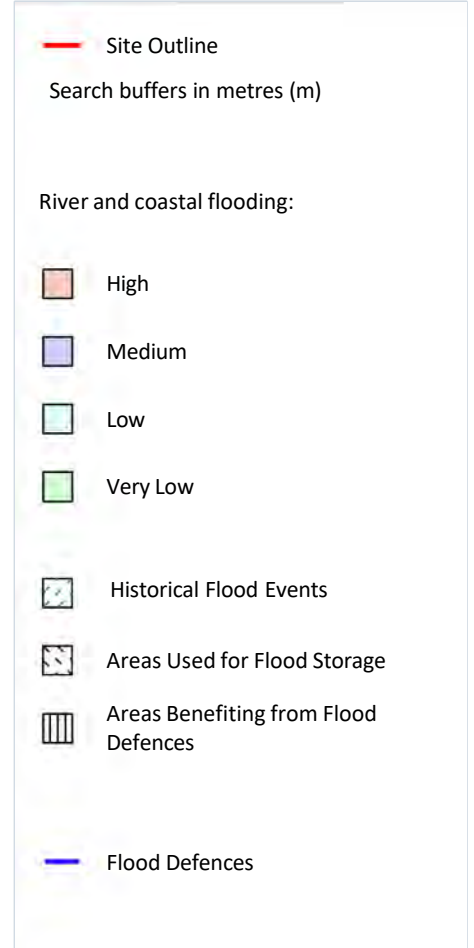 Site Outline
Search buffers in metres (m)
River and coastal flooding:
High
Medium
Low
Very Low
Historical Flood Events
Areas Used for Flood Storage
Areas Benefiting from Flood
Defences
Flood Defences